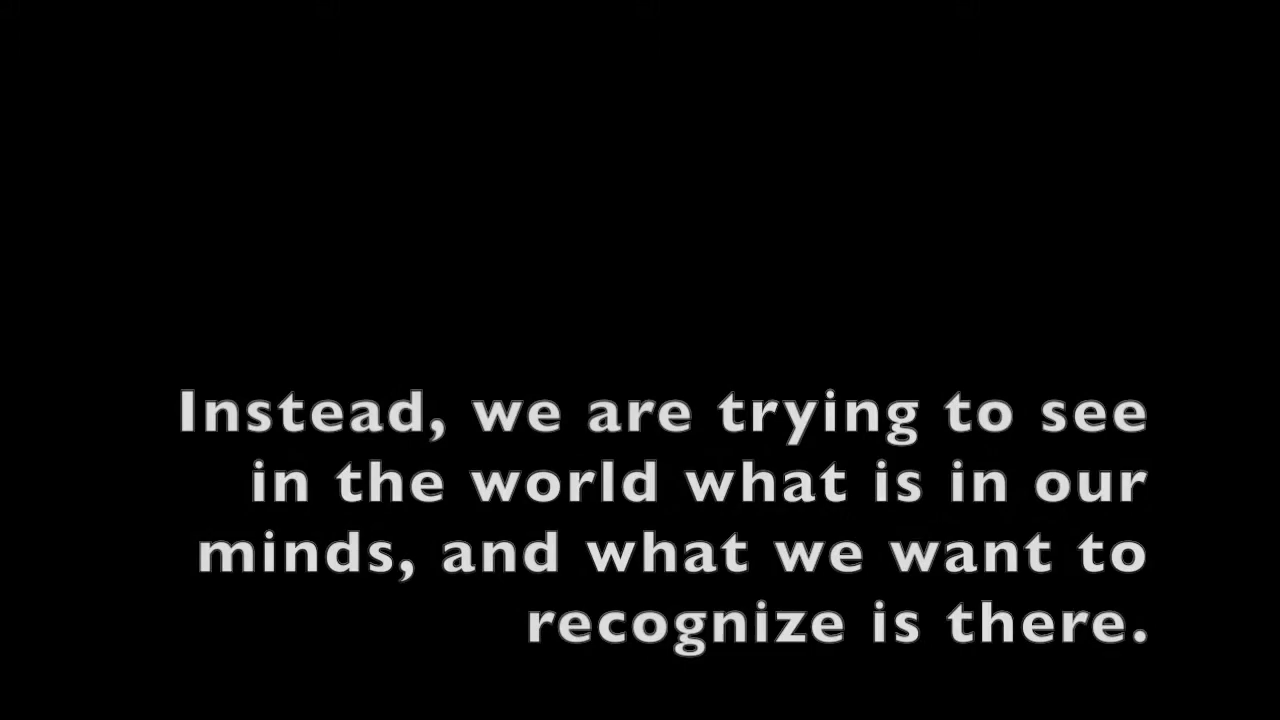 Instead, we are trying to see
in the world what is in our
minds, and what we want to
recognize is there.